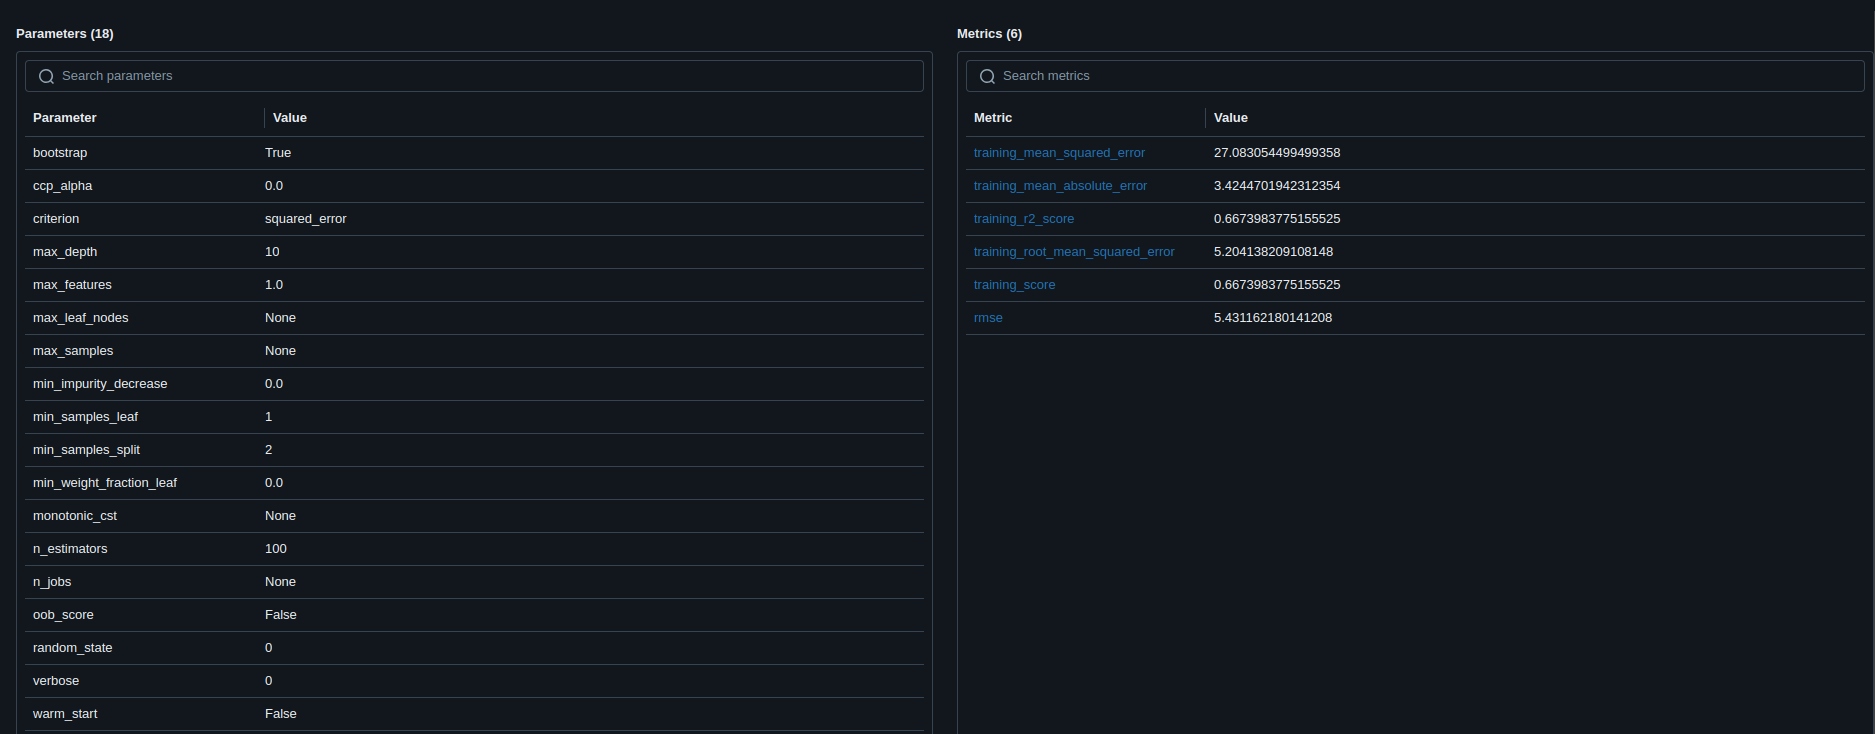 Parameters (18)
Search parameters
Parameter Value
bootstrap True
ccp_alpha 0.0
criterion squared_error
max_depth 10
max_features 1.0
max_leaf_nodes None
max_samples None
min_impurity_decrease 0.0
min_samples_leaf 1
min_samples_split 2
min_weight_fraction_leaf 0.0
monotonic_cst None
n_estimators 100
n_jobs None
oob_score False
random_state 0
verbose 0
warm_start False
Metrics (6)
Search metrics
Metric Value
training_mean_squared_error 27.083054499499358
training_mean_absolute_error 3.4244701942312354
training_r2_score 0.6673983775155525
training_root_mean_squared_error 5.204138209108148
training_score 0.6673983775155525
rmse 5.431162180141208